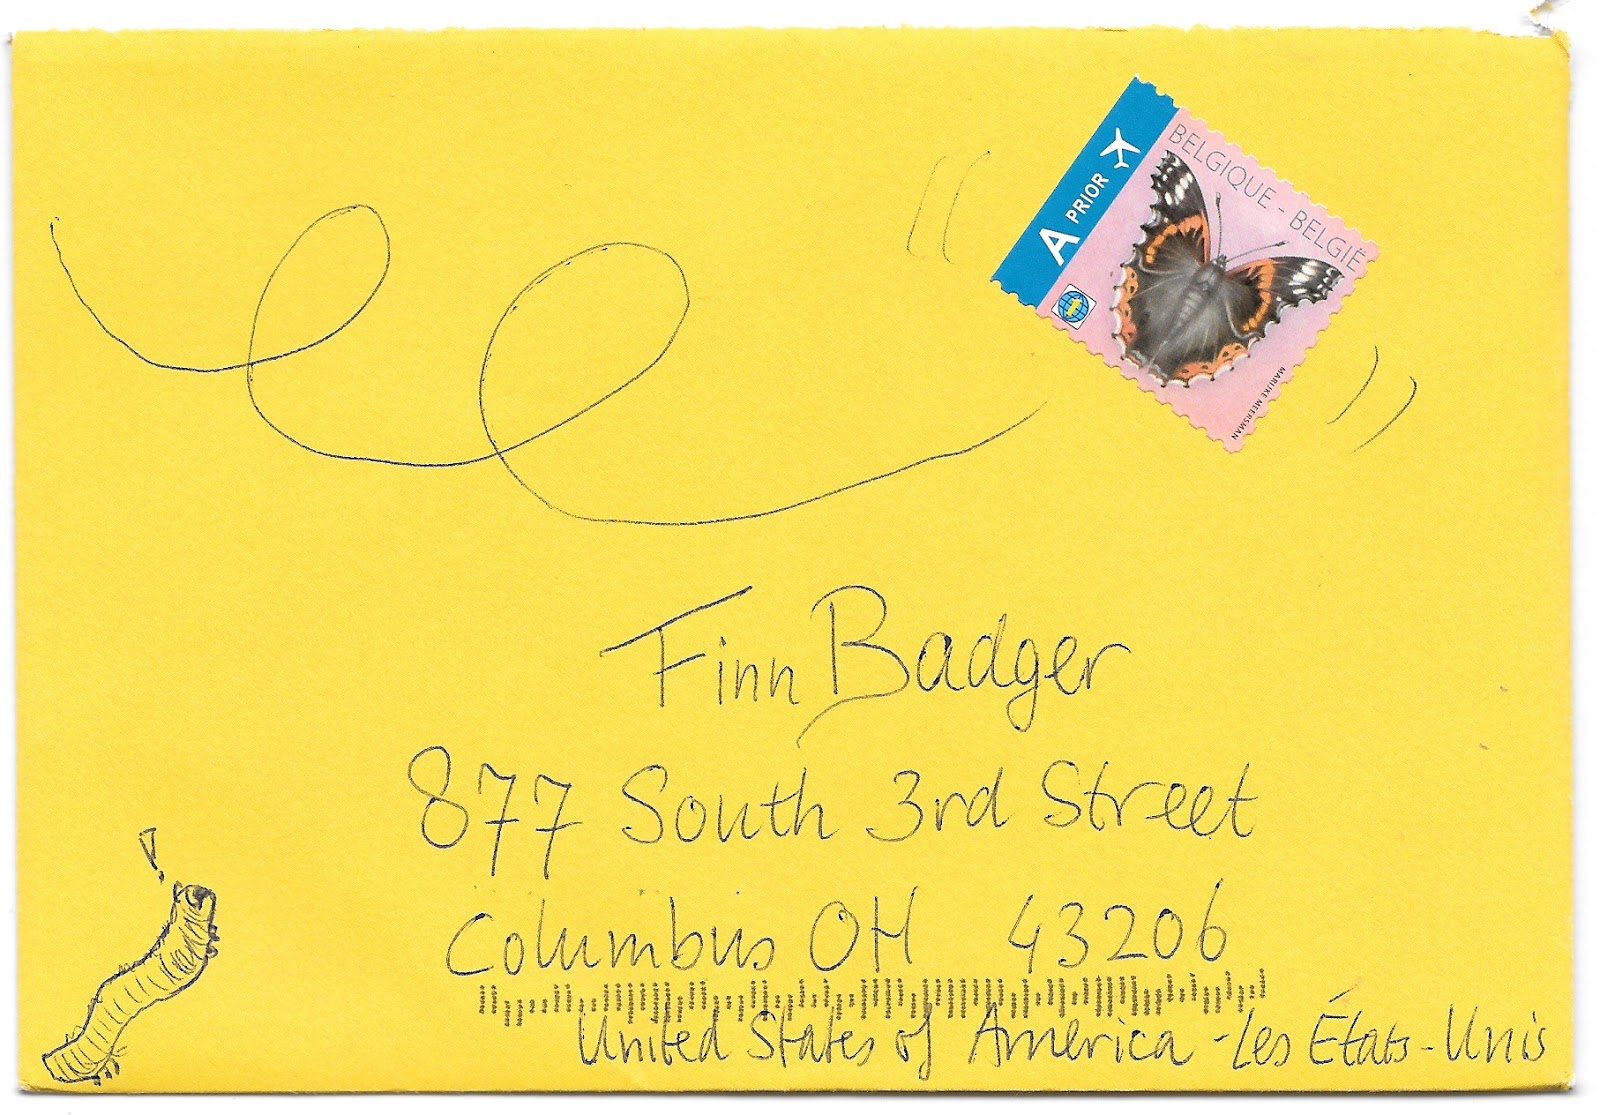 A PRIOR
BELGIQUE - BELGIË
MARIJKE MEERSMAN
!
Finn Badger
877 South 3rd Street
Columbus OH 43206
United States of America - Les États-Unis